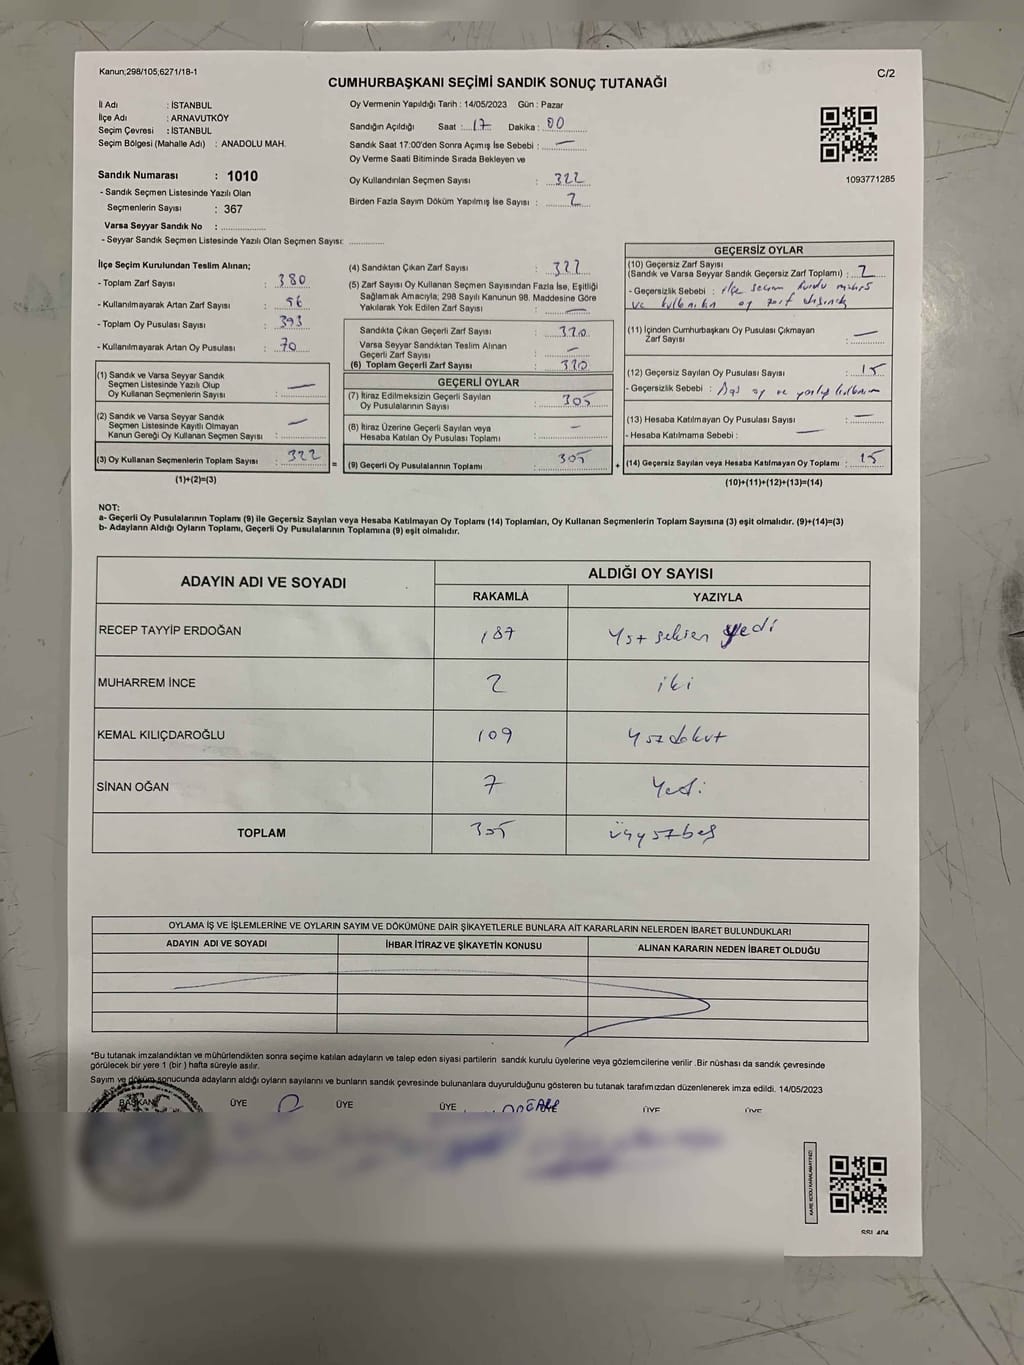 Kanun;298/105;6271/18-1
C/2
CUMHURBAŞKANI SEÇİMİ SANDIK SONUÇ TUTANAĞI
İl Adı : İSTANBUL
İlçe Adı : ARNAVUTKÖY
Seçim Çevresi : İSTANBUL
Seçim Bölgesi (Mahalle Adı) : ANADOLU MAH.
Sandık Numarası : 1010
- Sandık Seçmen Listesinde Yazılı Olan
Seçmenlerin Sayısı : 367
Varsa Seyyar Sandık No :
- Seyyar Sandık Seçmen Listesinde Yazılı Olan Seçmen Sayısı:
Oy Vermenin Yapıldığı Tarih : 14/05/2023 Gün : Pazar
Sandığın Açıldığı Saat : 17 Dakika : 00
Sandık Saat 17:00'den Sonra Açımış İse Sebebi : —
Oy Verme Saati Bitiminde Sırada Bekleyen ve
Oy Kullandırılan Seçmen Sayısı : 322
Birden Fazla Sayım Döküm Yapılmış İse Sayısı : 2
1093771285
İlçe Seçim Kurulundan Teslim Alınan;
- Toplam Zarf Sayısı : 380
- Kullanılmayarak Artan Zarf Sayısı : 56
- Toplam Oy Pusulası Sayısı : 393
- Kullanılmayarak Artan Oy Pusulası : 70
(1) Sandık ve Varsa Seyyar Sandık
Seçmen Listesinde Yazılı Olup
Oy Kullanan Seçmenlerin Sayısı : —
(2) Sandık ve Varsa Seyyar Sandık
Seçmen Listesinde Kayıtlı Olmayan
Kanun Gereği Oy Kullanan Seçmen Sayısı : —
(3) Oy Kullanan Seçmenlerin Toplam Sayısı : 322
(1)+(2)=(3)
(4) Sandıktan Çıkan Zarf Sayısı : 322
(5) Zarf Sayısı Oy Kullanan Seçmen Sayısından Fazla İse, Eşitliği
Sağlamak Amacıyla, 298 Sayılı Kanunun 98. Maddesine Göre
Yakılarak Yok Edilen Zarf Sayısı : —
Sandıkta Çıkan Geçerli Zarf Sayısı : 320
Varsa Seyyar Sandıktan Teslim Alınan
Geçerli Zarf Sayısı : —
(6) Toplam Geçerli Zarf Sayısı : 320
GEÇERLİ OYLAR
(7) İtiraz Edilmeksizin Geçerli Sayılan
Oy Pusulalarının Sayısı : 305
(8) İtiraz Üzerine Geçerli Sayılan veya
Hesaba Katılan Oy Pusulası Toplamı : —
(9) Geçerli Oy Pusulalarının Toplamı : 305
GEÇERSİZ OYLAR
(10) Geçersiz Zarf Sayısı
(Sandık ve Varsa Seyyar Sandık Geçersiz Zarf Toplamı) : 2
- Geçersizlik Sebebi : ilçe seçim kurulu mührü
ve oy zarf
(11) İçinden Cumhurbaşkanı Oy Pusulası Çıkmayan
Zarf Sayısı : —
(12) Geçersiz Sayılan Oy Pusulası Sayısı : 15
- Geçersizlik Sebebi : oy ve
(13) Hesaba Katılmayan Oy Pusulası Sayısı : —
- Hesaba Katılmama Sebebi : —
(14) Geçersiz Sayılan veya Hesaba Katılmayan Oy Toplamı : 15
(10)+(11)+(12)+(13)=(14)
NOT:
a- Geçerli Oy Pusulalarının Toplamı (9) ile Geçersiz Sayılan veya Hesaba Katılmayan Oy Toplamı (14) Toplamları, Oy Kullanan Seçmenlerin Toplam Sayısına (3) eşit olmalıdır. (9)+(14)=(3)
b- Adayların Aldığı Oyların Toplamı, Geçerli Oy Pusulalarının Toplamına (9) eşit olmalıdır.
ADAYIN ADI VE SOYADI ALDIĞI OY SAYISI
RAKAMLA YAZIYLA
RECEP TAYYİP ERDOĞAN 187 Yüz seksen yedi
MUHARREM İNCE 2 iki
KEMAL KILIÇDAROĞLU 109 Yüzdokuz
SİNAN OĞAN 7 Yedi
TOPLAM 305 üçyüzbeş
OYLAMA İŞ VE İŞLEMLERİNE VE OYLARIN SAYIM VE DÖKÜMÜNE DAİR ŞİKAYETLERLE BUNLARA AİT KARARLARIN NELERDEN İBARET BULUNDUKLARI
ADAYIN ADI VE SOYADI İHBAR İTİRAZ VE ŞİKAYETİN KONUSU ALINAN KARARIN NEDEN İBARET OLDUĞU
*Bu tutanak imzalandıktan ve mühürlendikten sonra seçime katılan adayların ve talep eden siyasi partilerin sandık kurulu üyelerine veya gözlemcilerine verilir .Bir nüshası da sandık çevresinde
görülecek bir yere 1 (bir ) hafta süreyle asılır.
Sayım ve döküm sonucunda adayların aldığı oyların sayılarını ve bunların sandık çevresinde bulunanlara duyurulduğunu gösteren bu tutanak tarafımızdan düzenlenerek imza edildi. 14/05/2023
BAŞKAN ÜYE ÜYE ÜYE ÜYE ÜYE